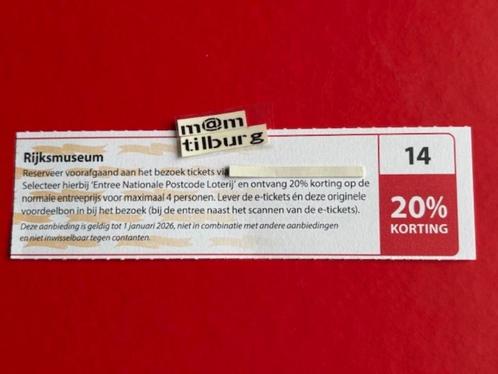 m@m
tilburg
Rijksmuseum
Reserveer voorafgaand aan het bezoek tickets via
Selecteer hierbij 'Entree Nationale Postcode Loterij' en ontvang 20% korting op de
normale entreeprijs voor maximaal 4 personen. Lever de e-tickets én deze originele
voordeelbon in bij het bezoek (bij de entree naast het scannen van de e-tickets).
Deze aanbieding is geldig tot 1 januari 2026, niet in combinatie met andere aanbiedingen
en niet inwisselbaar tegen contanten.
14
20%
KORTING